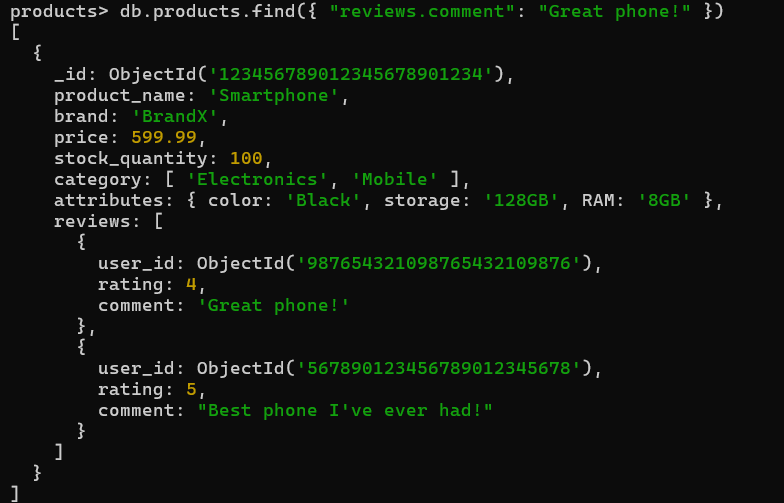 products> db.products.find({ "reviews.comment": "Great phone!" })
[
  {
    _id: ObjectId('123456789012345678901234'),
    product_name: 'Smartphone',
    brand: 'BrandX',
    price: 599.99,
    stock_quantity: 100,
    category: [ 'Electronics', 'Mobile' ],
    attributes: { color: 'Black', storage: '128GB', RAM: '8GB' },
    reviews: [
      {
        user_id: ObjectId('987654321098765432109876'),
        rating: 4,
        comment: 'Great phone!'
      },
      {
        user_id: ObjectId('567890123456789012345678'),
        rating: 5,
        comment: "Best phone I've ever had!"
      }
    ]
  }
]